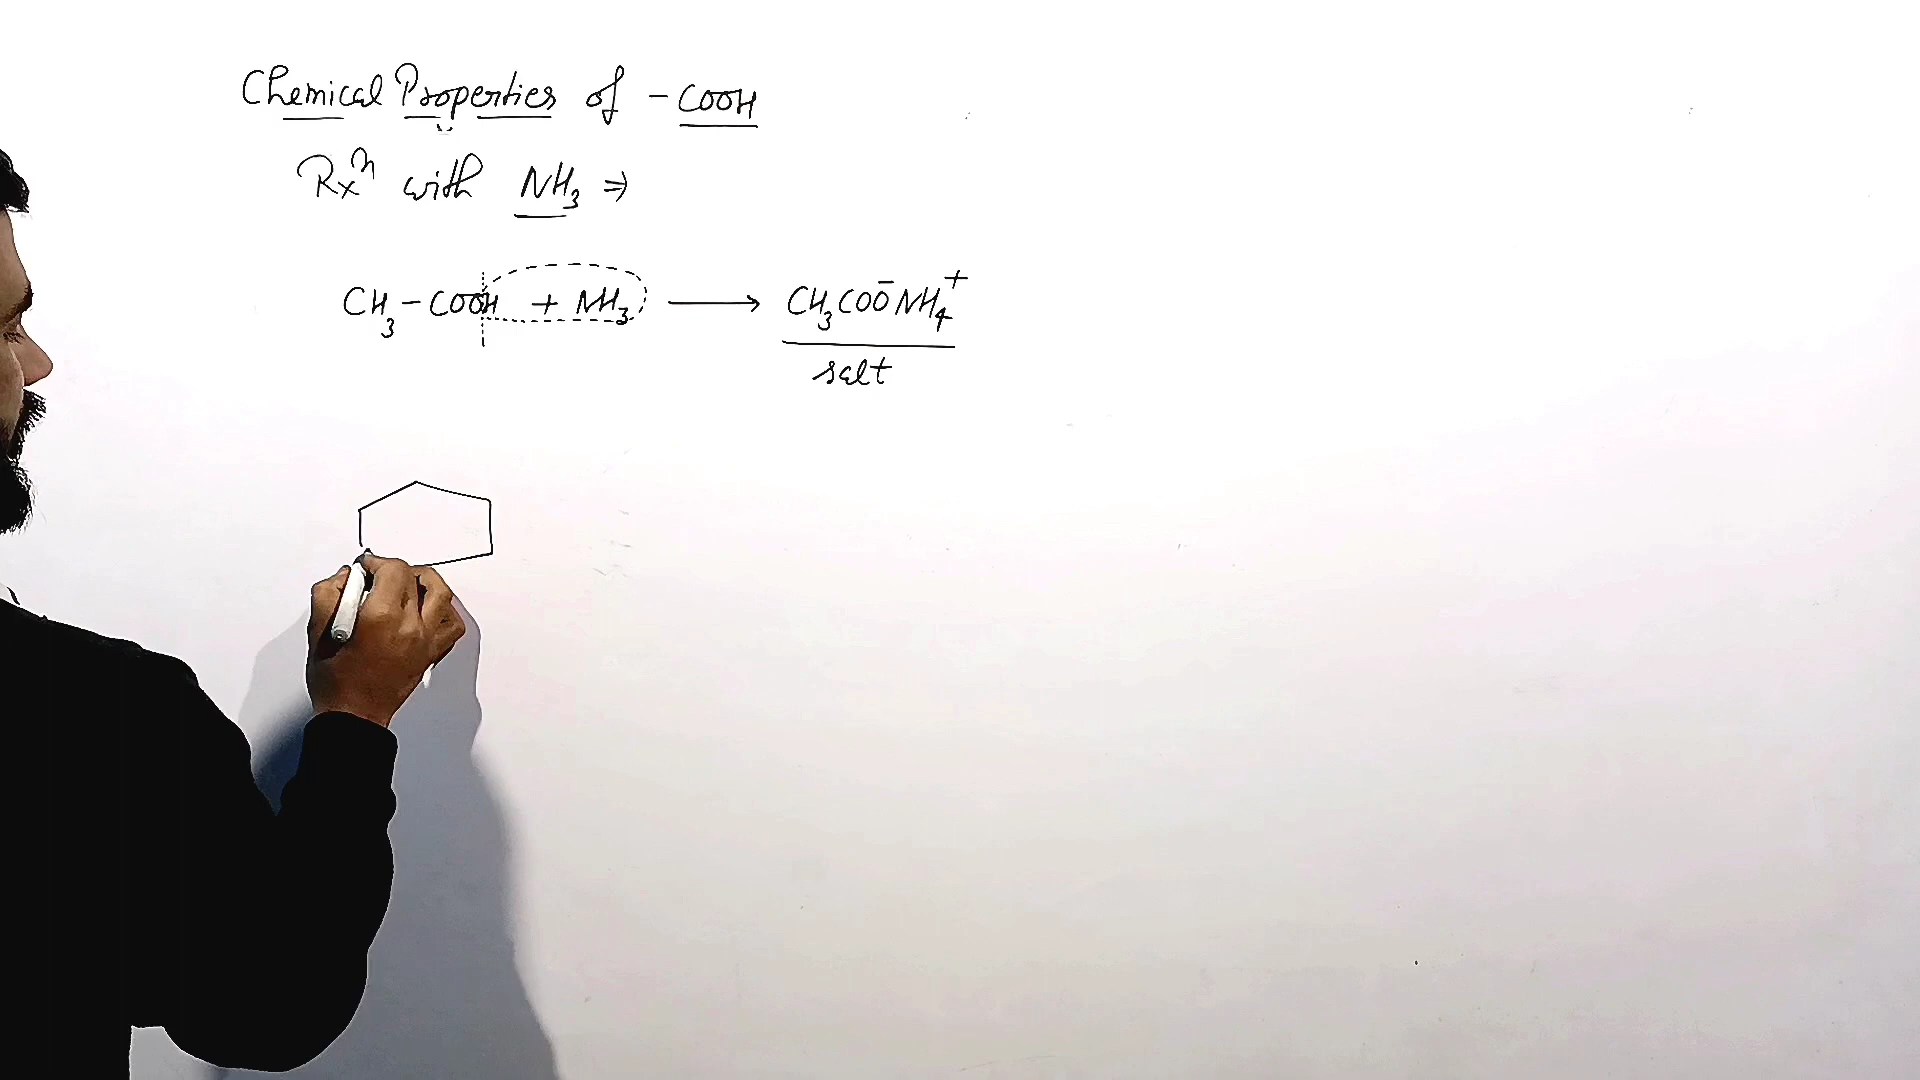 Chemical Properties of -COOH
Rxⁿ with NH₃ ⇒
CH₃-COOH + NH₃ ⟶ CH₃COO⁻NH₄⁺
salt